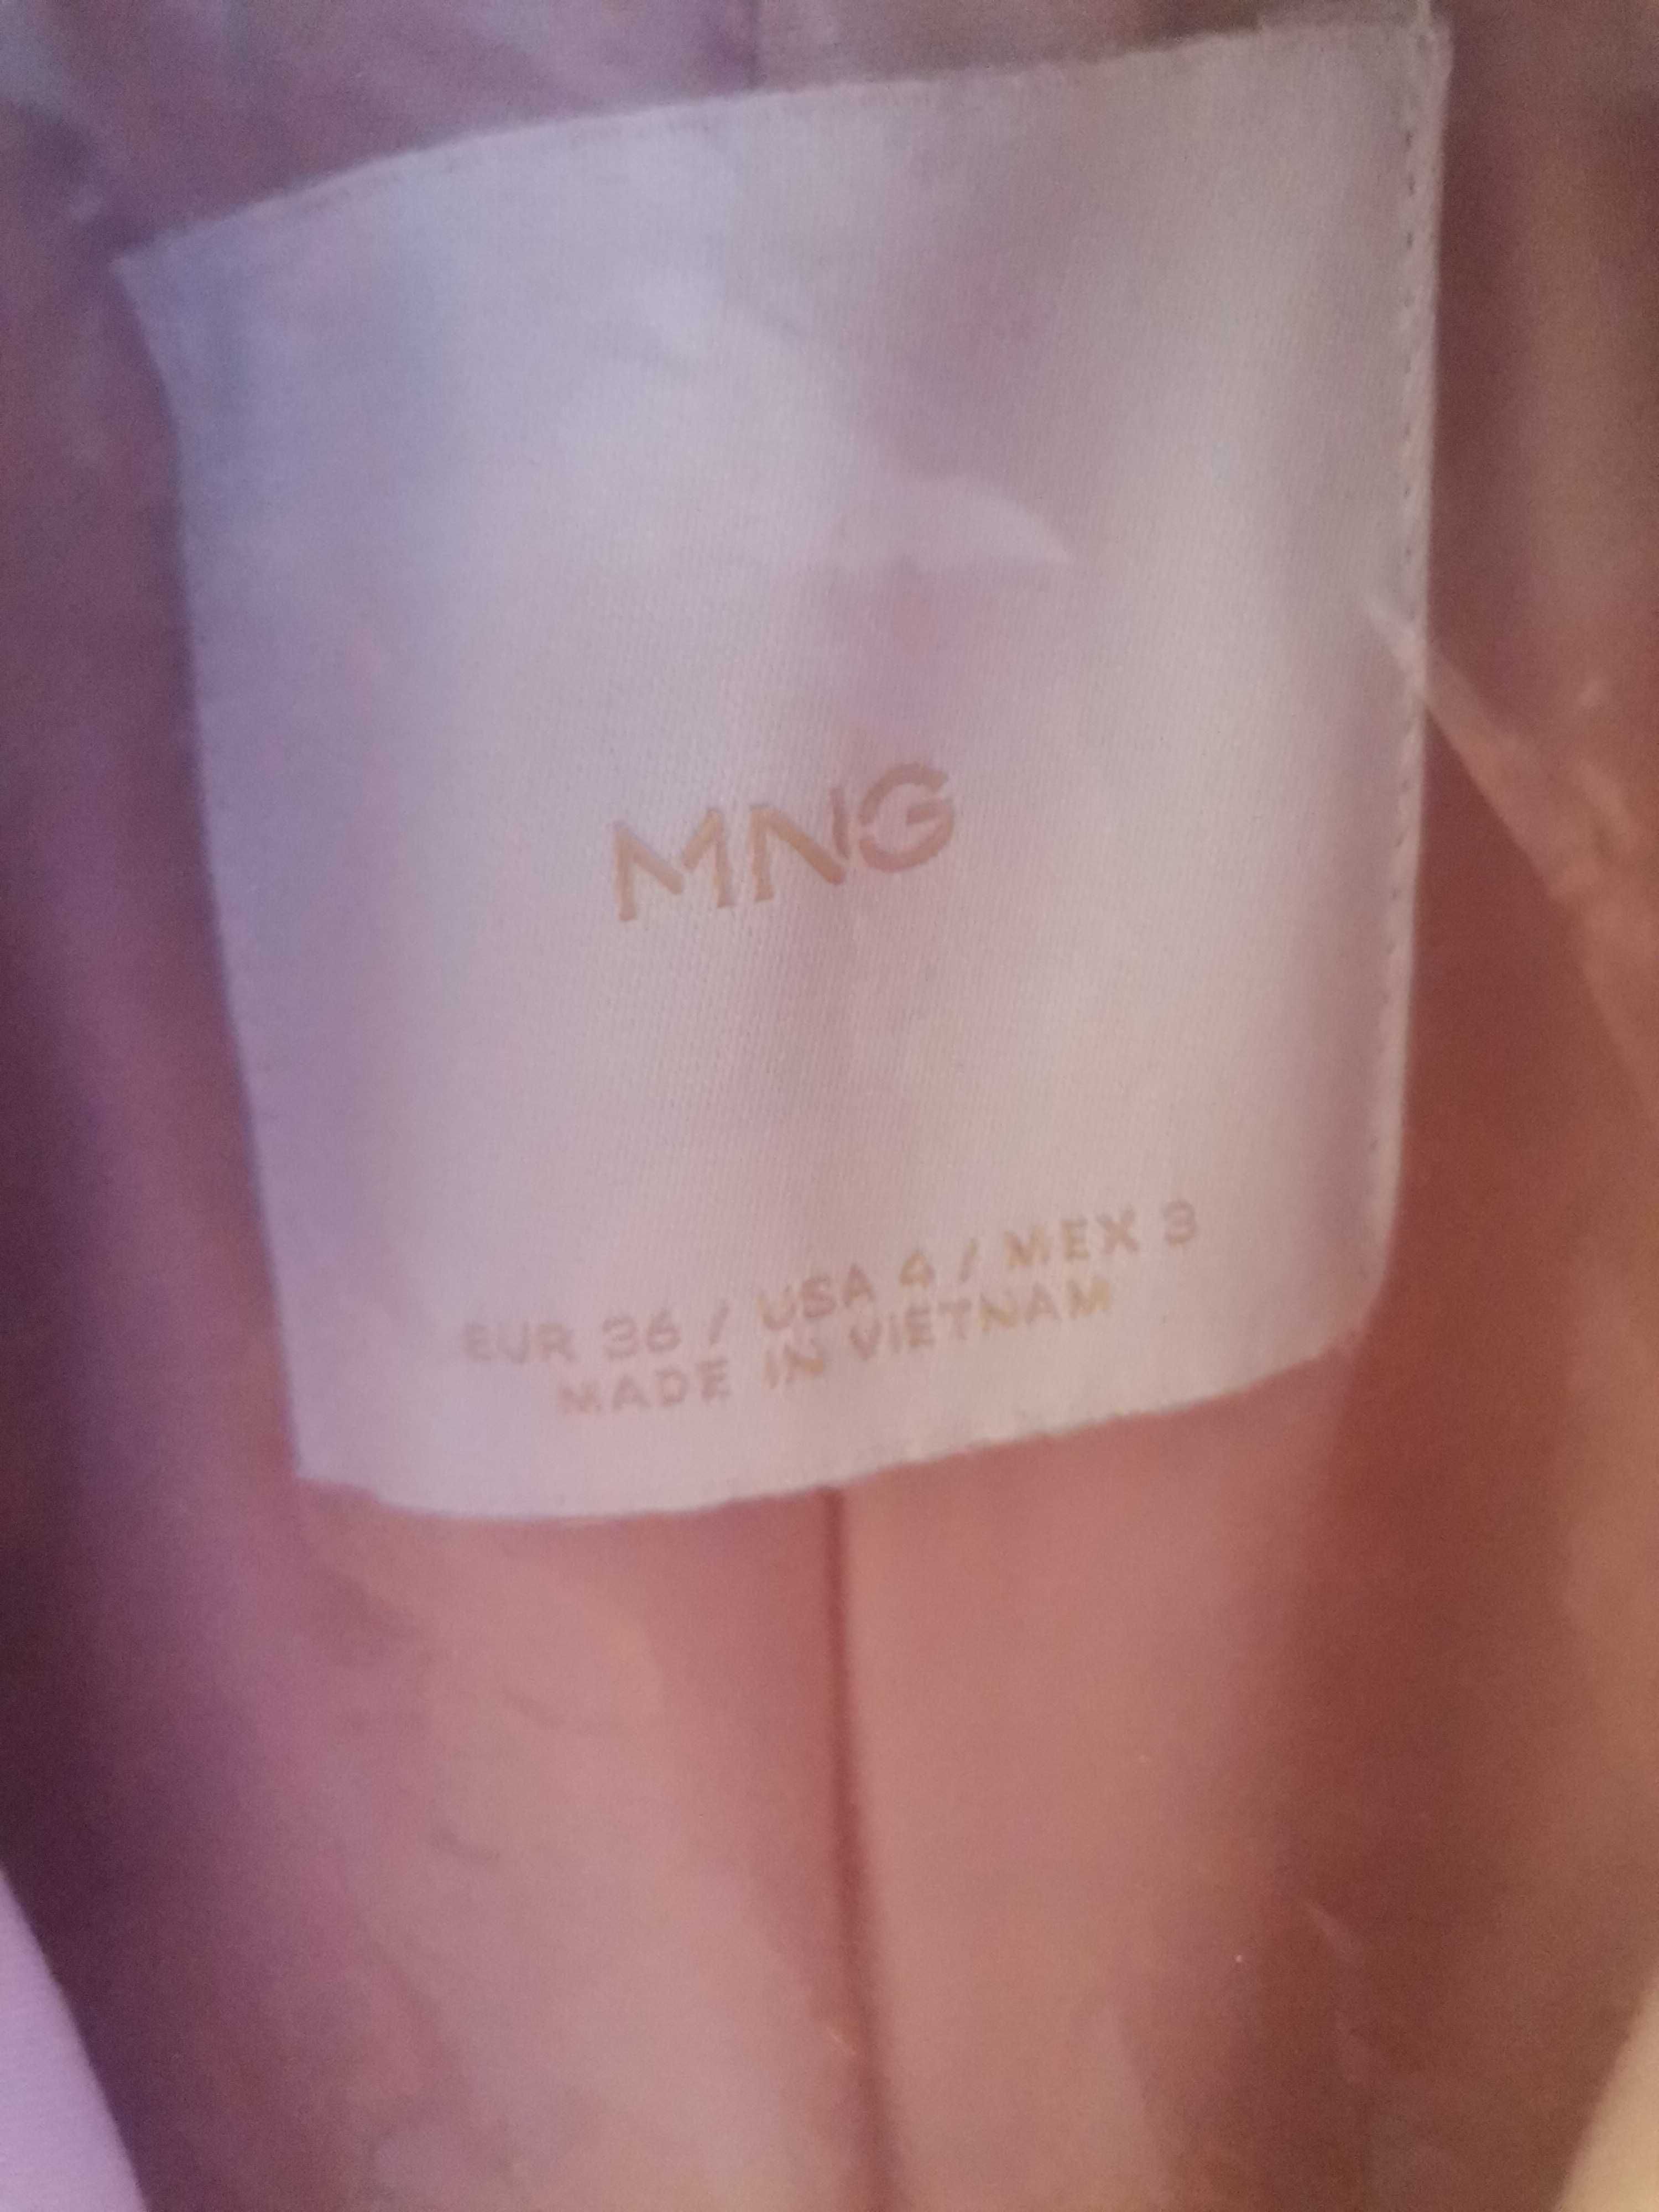 MNG
EUR 36 / USA 4 / MEX 3
MADE IN VIETNAM